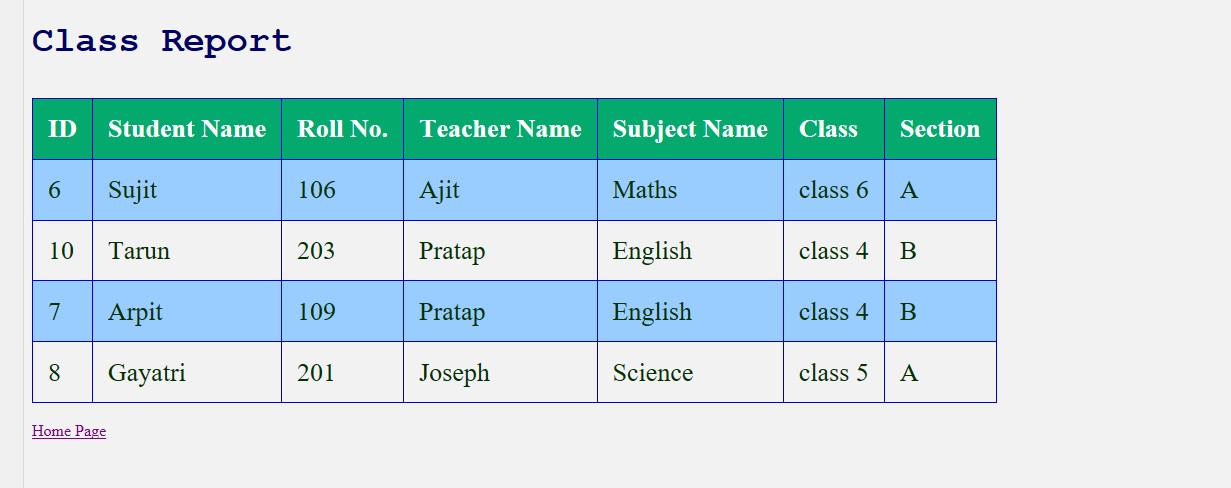 Class Report
ID Student Name Roll No. Teacher Name Subject Name Class Section
6 Sujit 106 Ajit Maths class 6 A
10 Tarun 203 Pratap English class 4 B
7 Arpit 109 Pratap English class 4 B
8 Gayatri 201 Joseph Science class 5 A
Home Page